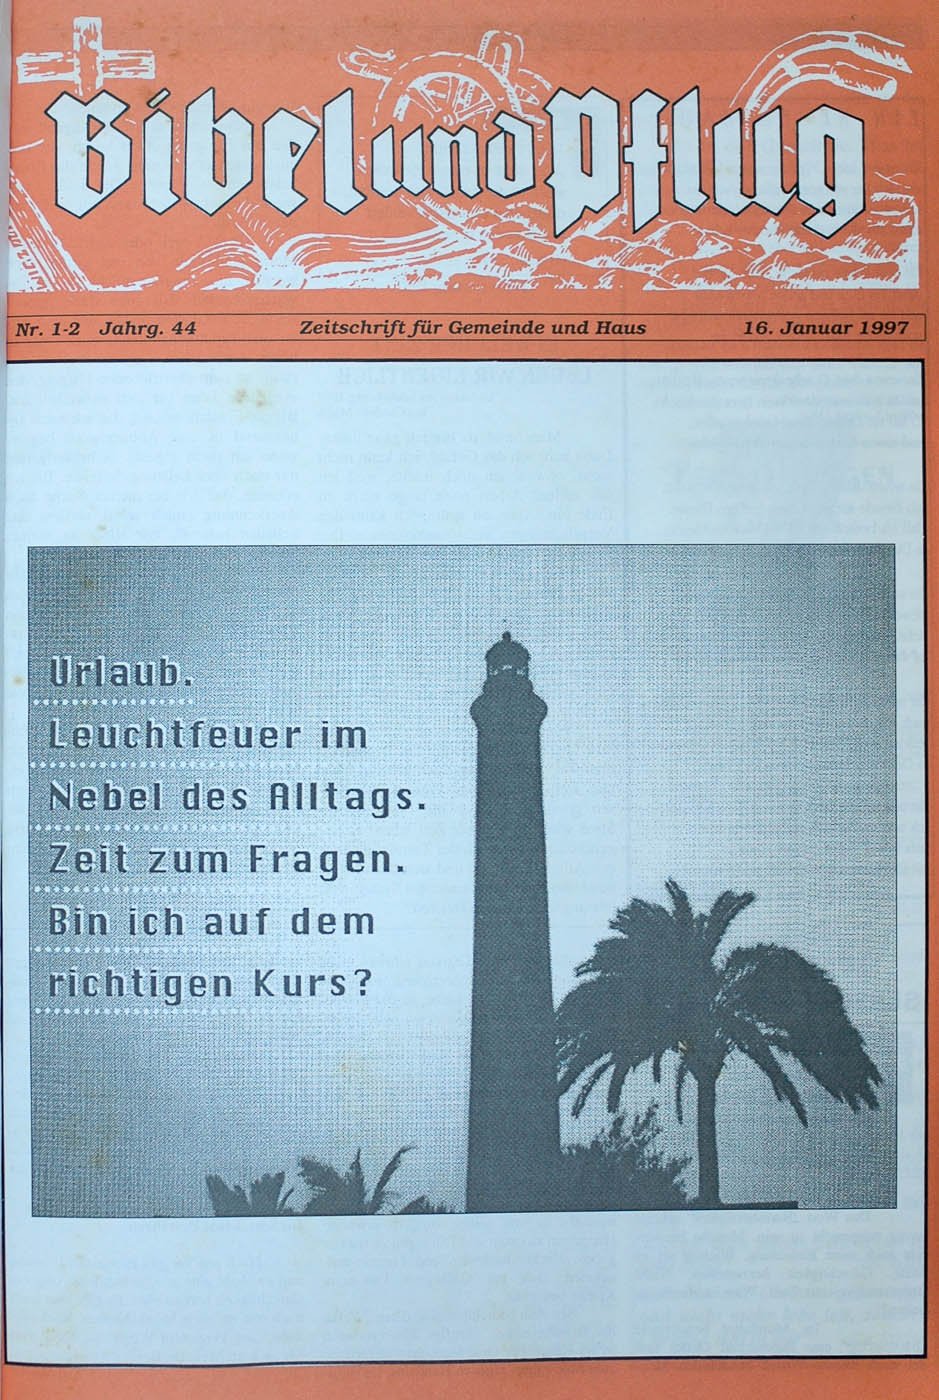 Bibel und Pflug
Nr. 1-2 Jahrg. 44 Zeitschrift für Gemeinde und Haus 16. Januar 1997
Urlaub.
Leuchtfeuer im
Nebel des Alltags.
Zeit zum Fragen.
Bin ich auf dem
richtigen Kurs?